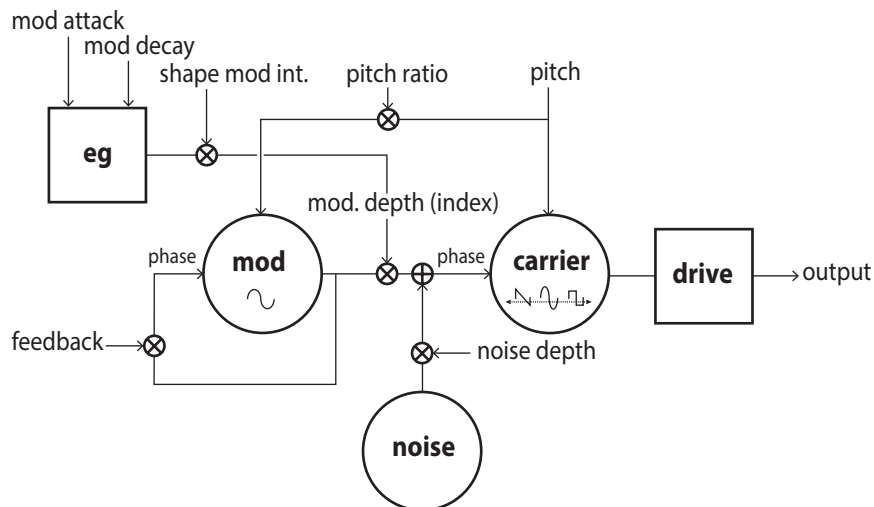 mod attack
mod decay
shape mod int.
pitch ratio
pitch
eg
mod. depth (index)
phase
mod
phase
carrier
drive
output
feedback
noise depth
noise